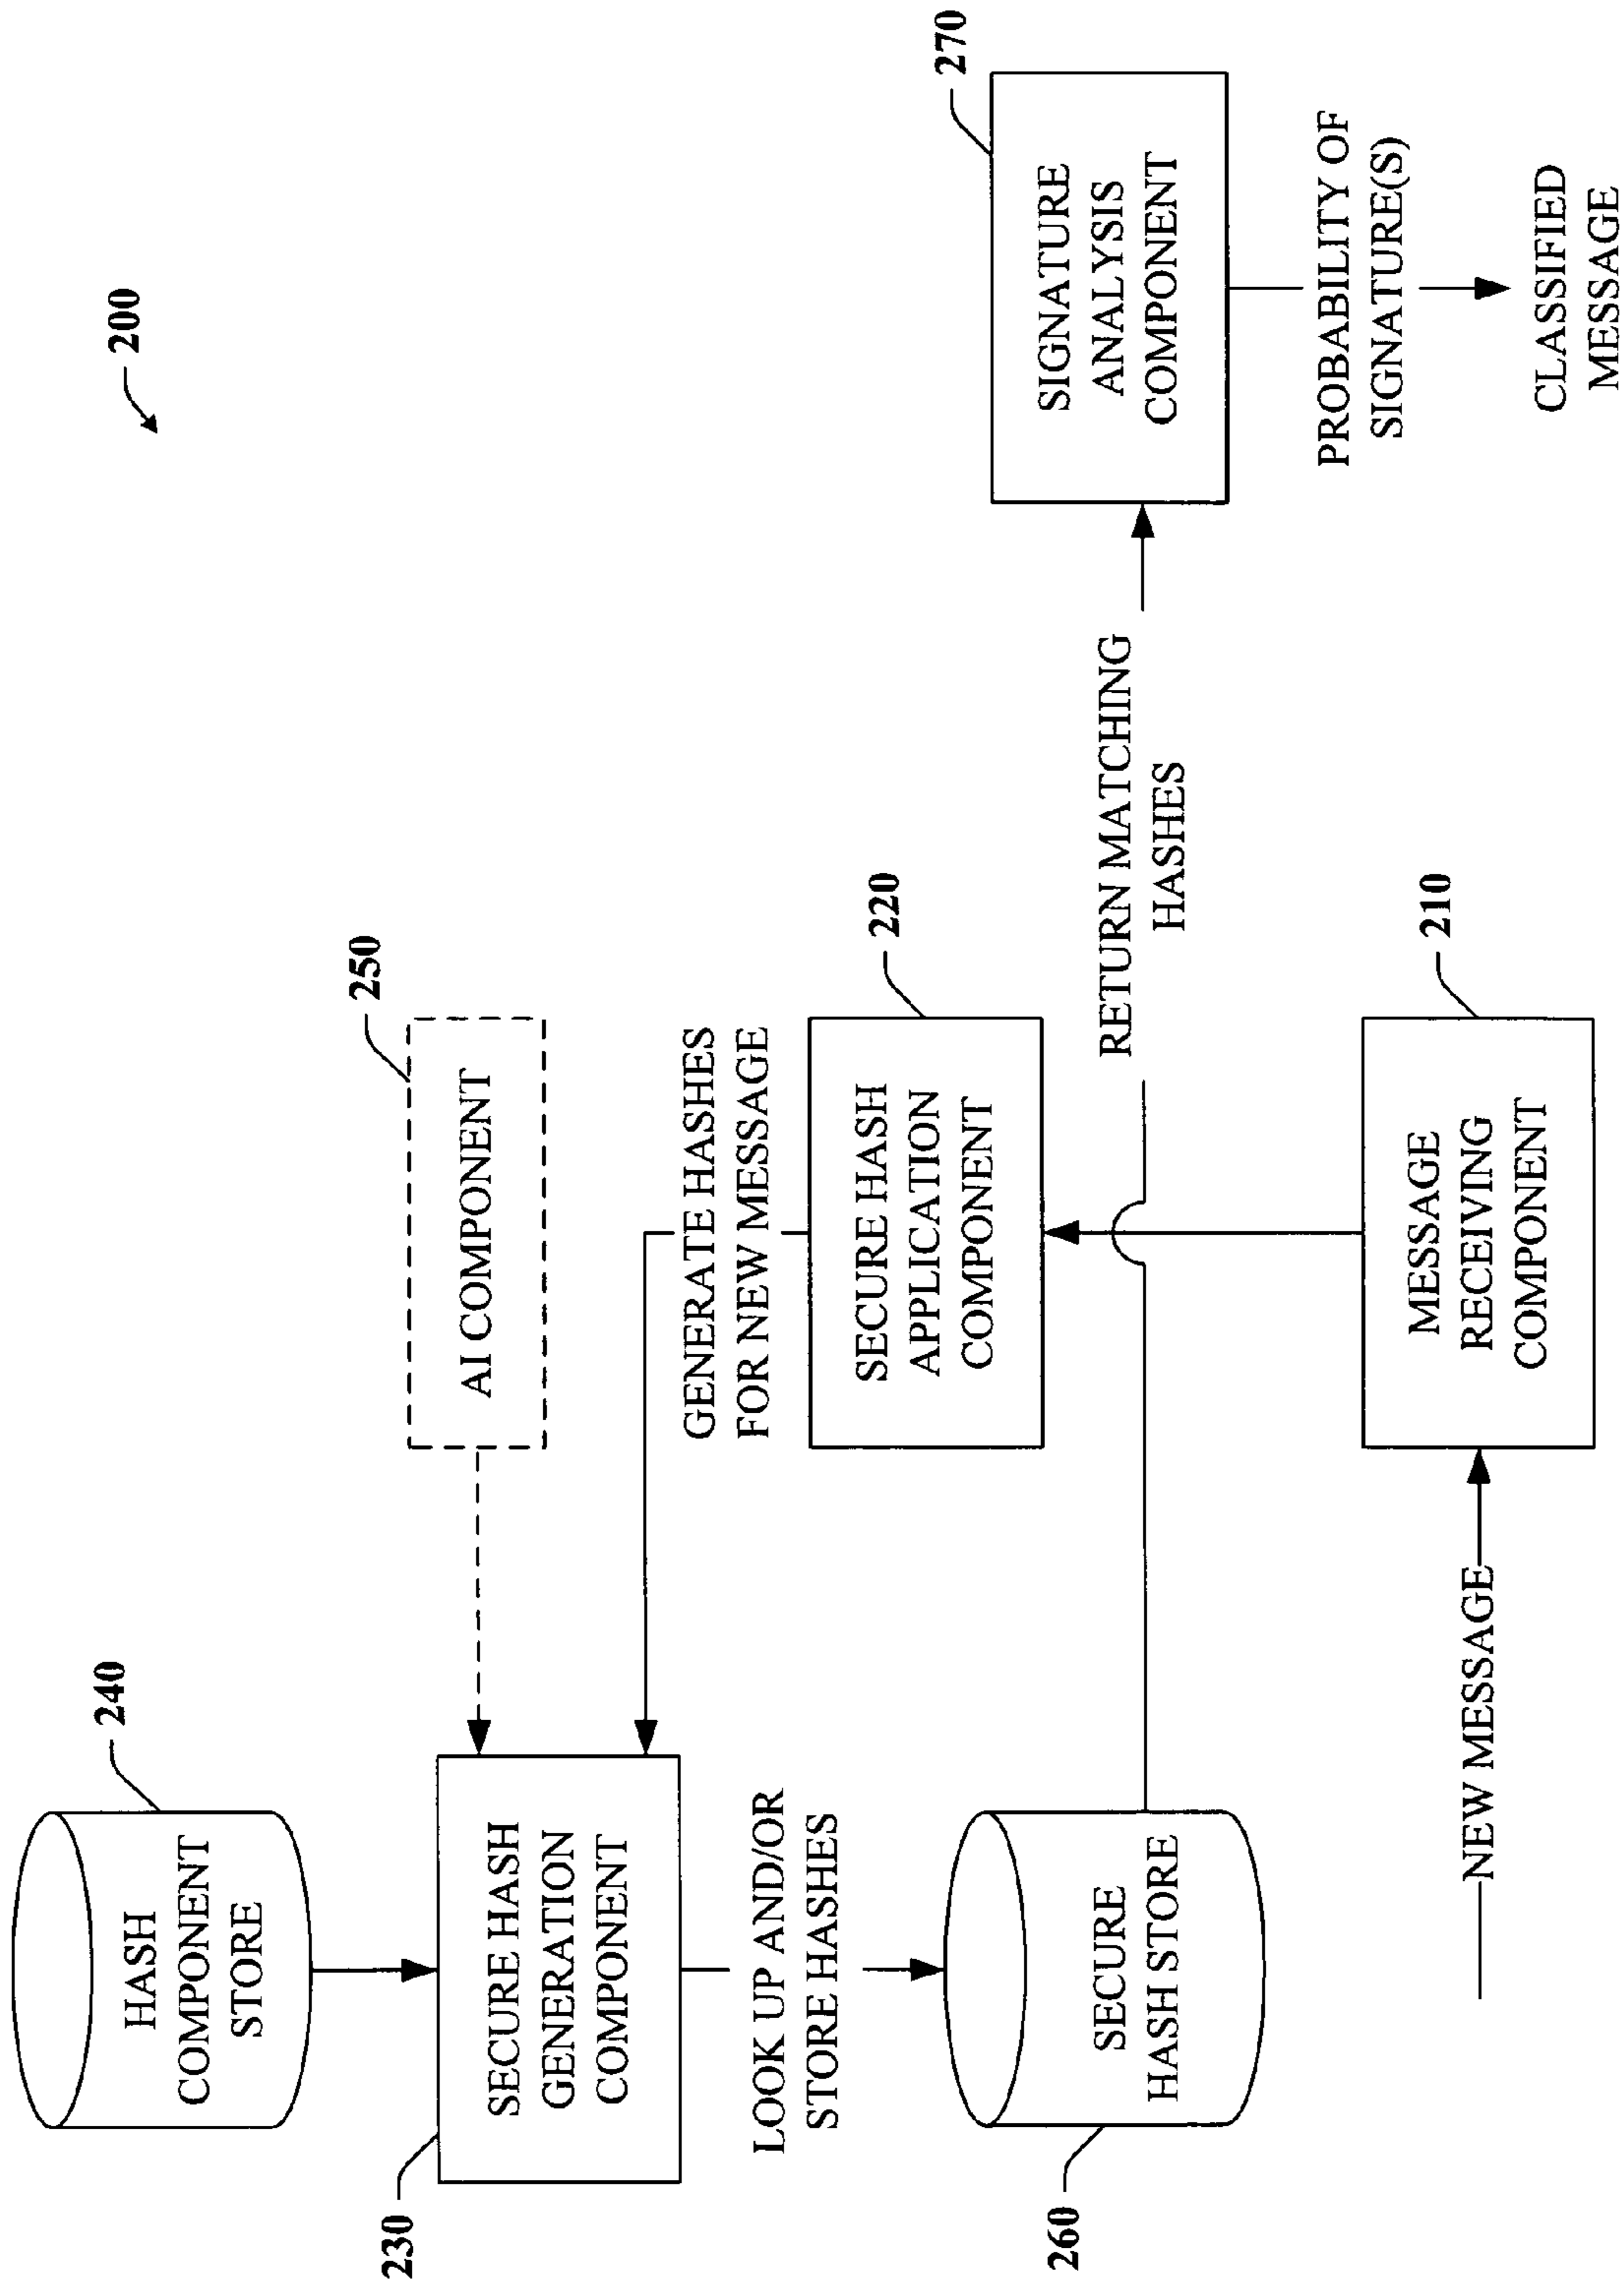 200
240
HASH
COMPONENT
STORE
250
AI COMPONENT
230
SECURE HASH
GENERATION
COMPONENT
GENERATE HASHES
FOR NEW MESSAGE
LOOK UP AND/OR
STORE HASHES
220
SECURE HASH
APPLICATION
COMPONENT
260
SECURE
HASH STORE
RETURN MATCHING
HASHES
270
SIGNATURE
ANALYSIS
COMPONENT
PROBABILITY OF
SIGNATURE(S)
CLASSIFIED
MESSAGE
NEW MESSAGE
210
MESSAGE
RECEIVING
COMPONENT